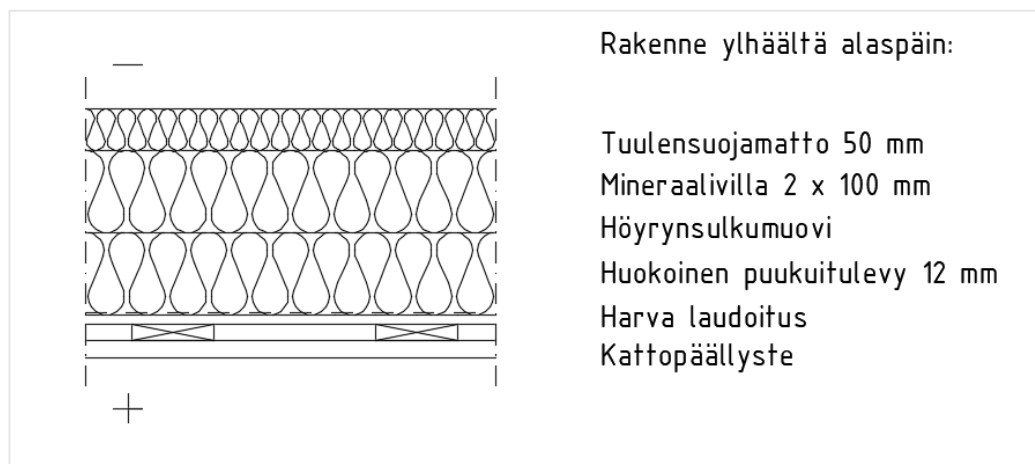 Rakenne ylhäältä alaspäin:
Tuulensuojamatto 50 mm
Mineraalivilla 2 x 100 mm
Höyrynsulkumuovi
Huokoinen puukuitulevy 12 mm
Harva laudoitus
Kattopäällyste